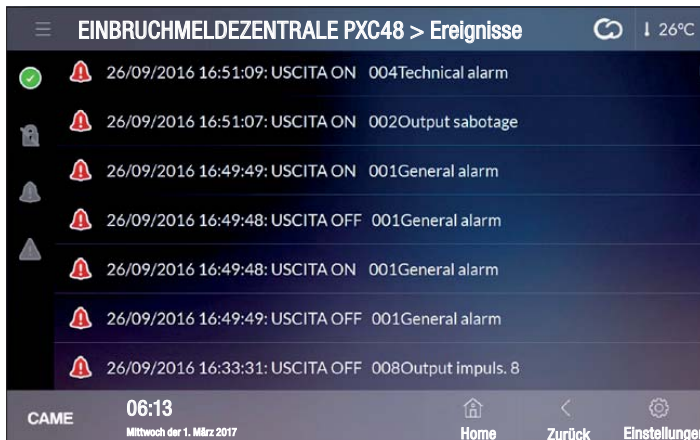 EINBRUCHMELDEZENTRALE PXC48 > Ereignisse
26°C
26/09/2016 16:51:09: USCITA ON 004Technical alarm
26/09/2016 16:51:07: USCITA ON 002Output sabotage
26/09/2016 16:49:49: USCITA ON 001General alarm
26/09/2016 16:49:48: USCITA OFF 001General alarm
26/09/2016 16:49:48: USCITA ON 001General alarm
26/09/2016 16:49:49: USCITA OFF 001General alarm
26/09/2016 16:33:31: USCITA OFF 008Output impuls. 8
CAME
06:13
Mittwoch der 1. März 2017
Home
Zurück
Einstellungen